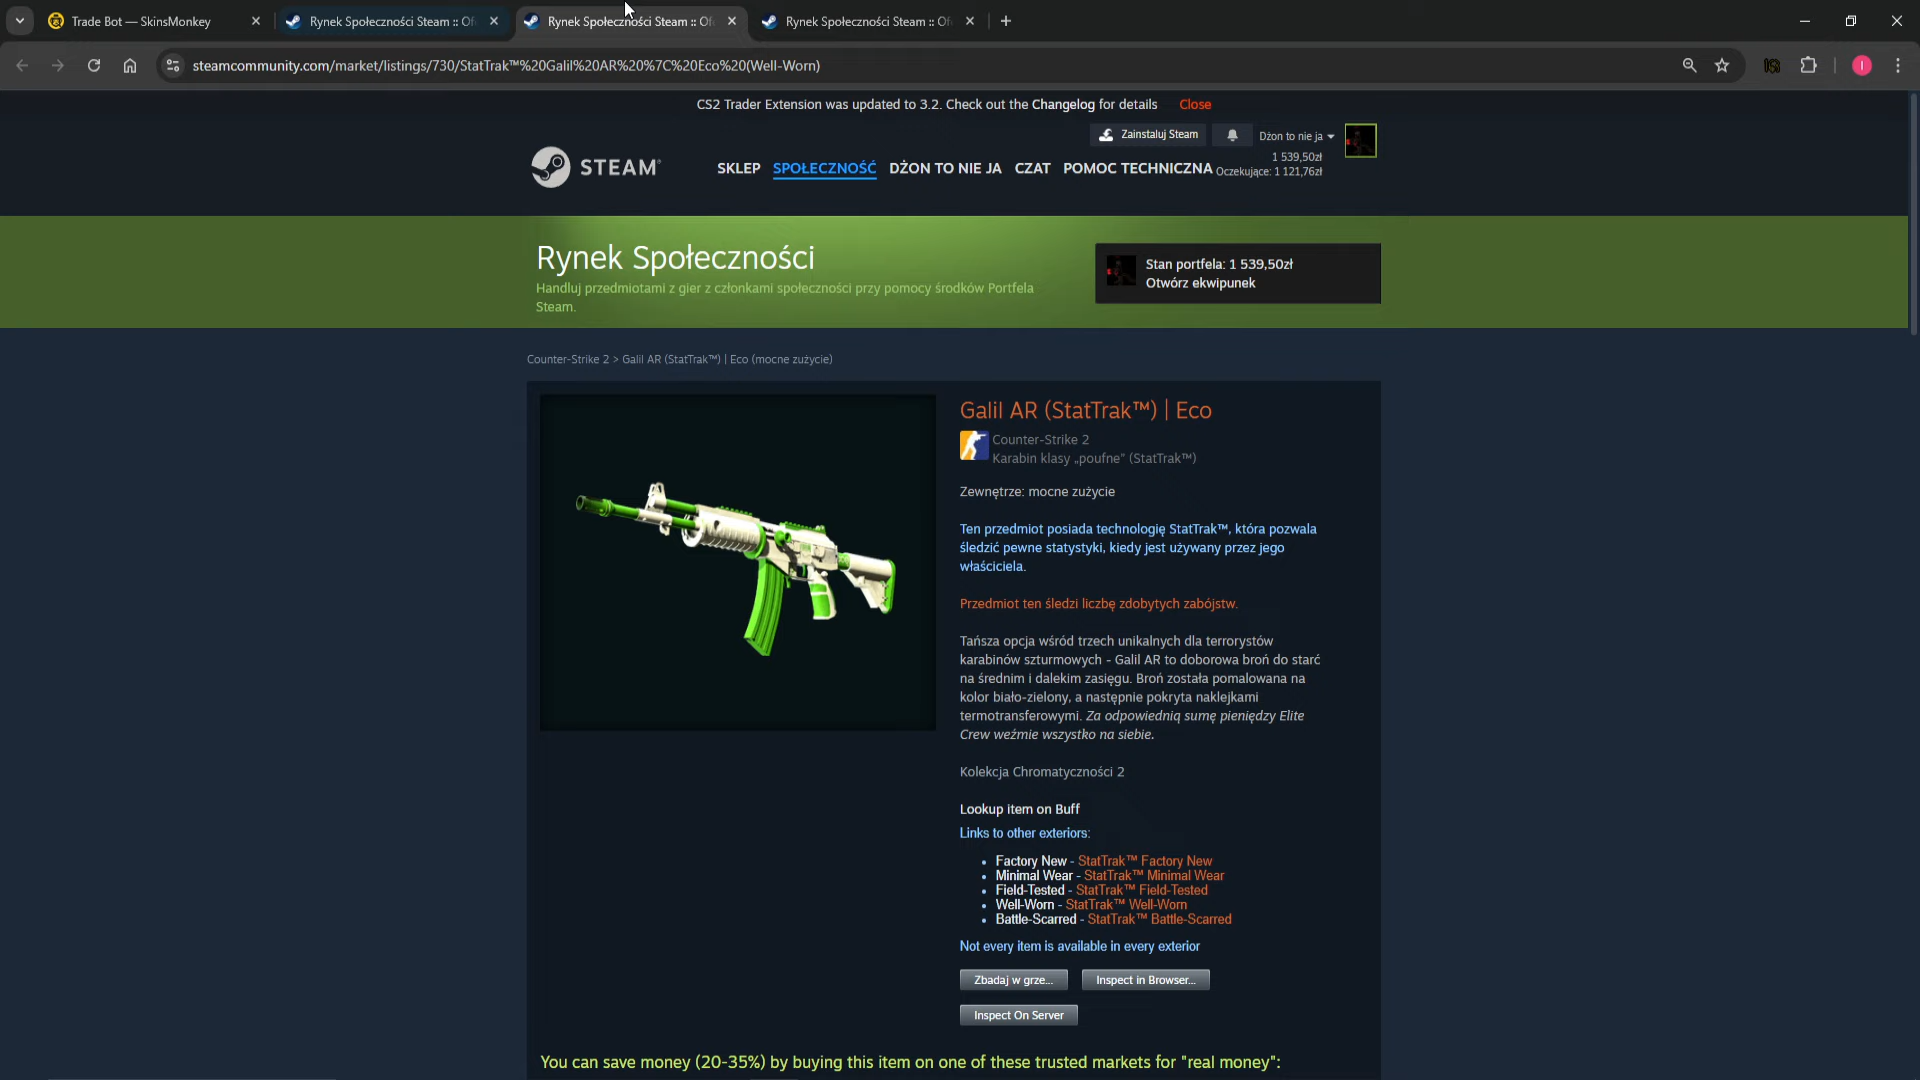 Trade Bot — SkinsMonkey
Rynek Społeczności Steam :: Of
Rynek Społeczności Steam :: Of
Rynek Społeczności Steam :: Of
steamcommunity.com/market/listings/730/StatTrak™%20Galil%20AR%20%7C%20Eco%20(Well-Worn)
CS2 Trader Extension was updated to 3.2. Check out the Changelog for details Close
Zainstaluj Steam
Dżon to nie ja
1 539,50zł
Oczekujące: 1 121,76zł
STEAM
SKLEP SPOŁECZNOŚĆ DŻON TO NIE JA CZAT POMOC TECHNICZNA
Rynek Społeczności
Handluj przedmiotami z gier z członkami społeczności przy pomocy środków Portfela
Steam.
Stan portfela: 1 539,50zł
Otwórz ekwipunek
Counter-Strike 2 > Galil AR (StatTrak™) | Eco (mocne zużycie)
Galil AR (StatTrak™) | Eco
Counter-Strike 2
Karabin klasy „poufne” (StatTrak™)
Zewnętrze: mocne zużycie
Ten przedmiot posiada technologię StatTrak™, która pozwala
śledzić pewne statystyki, kiedy jest używany przez jego
właściciela.
Przedmiot ten śledzi liczbę zdobytych zabójstw.
Tańsza opcja wśród trzech unikalnych dla terrorystów
karabinów szturmowych - Galil AR to doborowa broń do starć
na średnim i dalekim zasięgu. Broń została pomalowana na
kolor biało-zielony, a następnie pokryta naklejkami
termotransferowymi. Za odpowiednią sumę pieniędzy Elite
Crew weźmie wszystko na siebie.
Kolekcja Chromatyczności 2
Lookup item on Buff
Links to other exteriors:
Factory New - StatTrak™ Factory New
Minimal Wear - StatTrak™ Minimal Wear
Field-Tested - StatTrak™ Field-Tested
Well-Worn - StatTrak™ Well-Worn
Battle-Scarred - StatTrak™ Battle-Scarred
Not every item is available in every exterior
Zbadaj w grze...
Inspect in Browser...
Inspect On Server
You can save money (20-35%) by buying this item on one of these trusted markets for "real money":